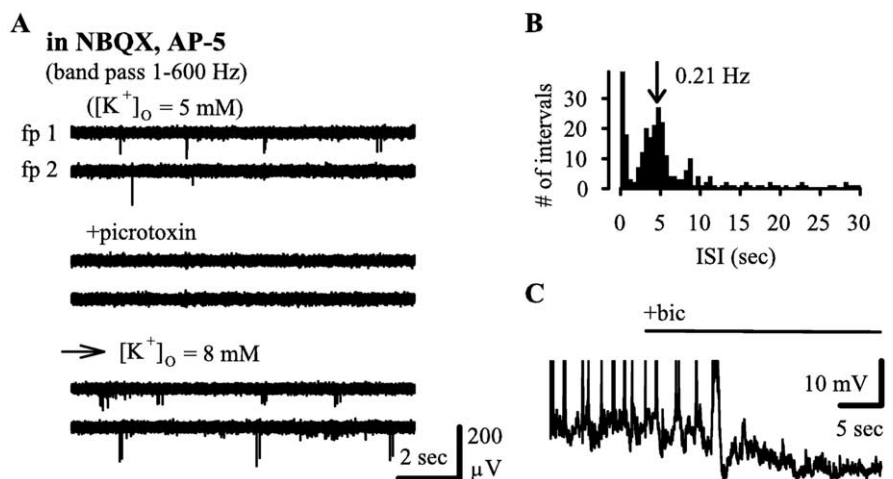 A
in NBQX, AP-5
(band pass 1-600 Hz)
([K⁺]ₒ = 5 mM)
fp 1
fp 2
+picrotoxin
→ [K⁺]ₒ = 8 mM
2 sec
200
μV
B
0.21 Hz
# of intervals
30
20
10
0
0 5 10 15 20 25 30
ISI (sec)
C
+bic
10 mV
5 sec